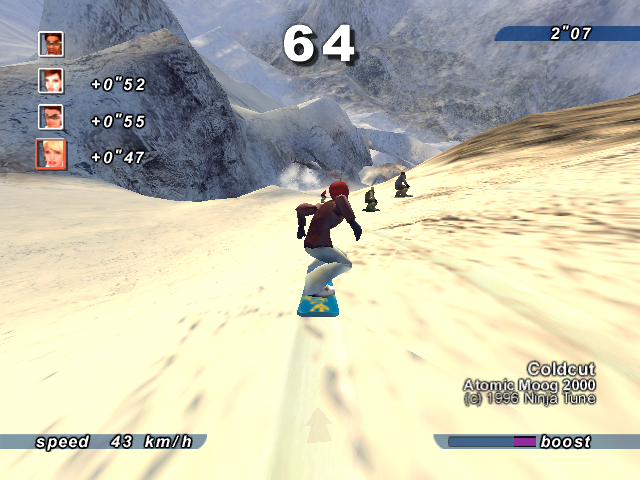 64
2"07
+0"52
+0"55
+0"47
Coldcut
Atomic Moog 2000
(c) 1996 Ninja Tune
speed 43 km/h
boost